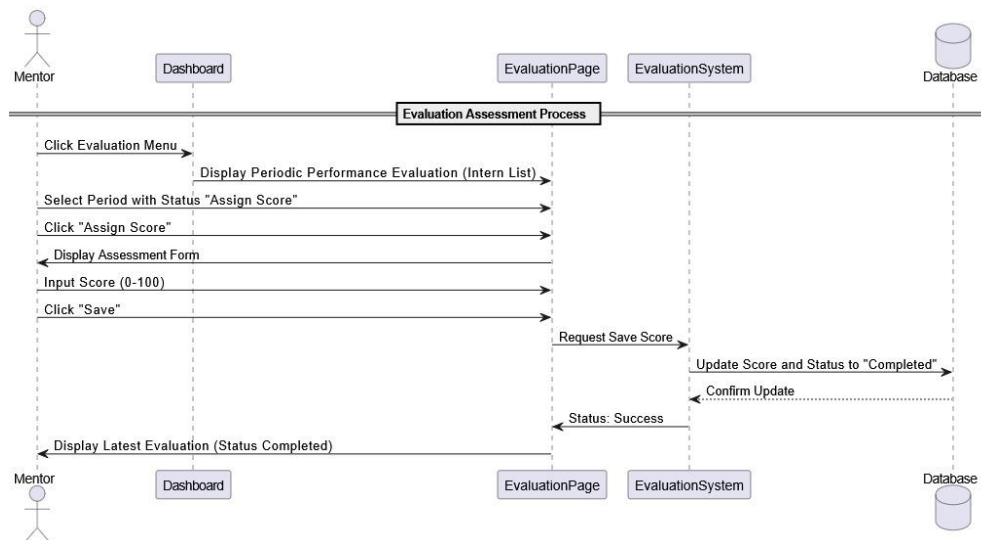 Mentor
Dashboard
EvaluationPage
EvaluationSystem
Database
Evaluation Assessment Process
Click Evaluation Menu
Display Periodic Performance Evaluation (Intern List)
Select Period with Status "Assign Score"
Click "Assign Score"
Display Assessment Form
Input Score (0-100)
Click "Save"
Request Save Score
Update Score and Status to "Completed"
Confirm Update
Status: Success
Display Latest Evaluation (Status Completed)
Mentor
Dashboard
EvaluationPage
EvaluationSystem
Database